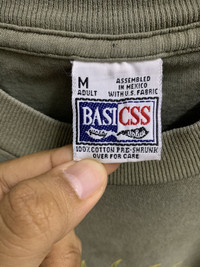 M
ADULT
ASSEMBLED
IN MEXICO
WITH U.S. FABRIC
BASICSS
100% COTTON PRE-SHRUNK
OVER FOR CARE